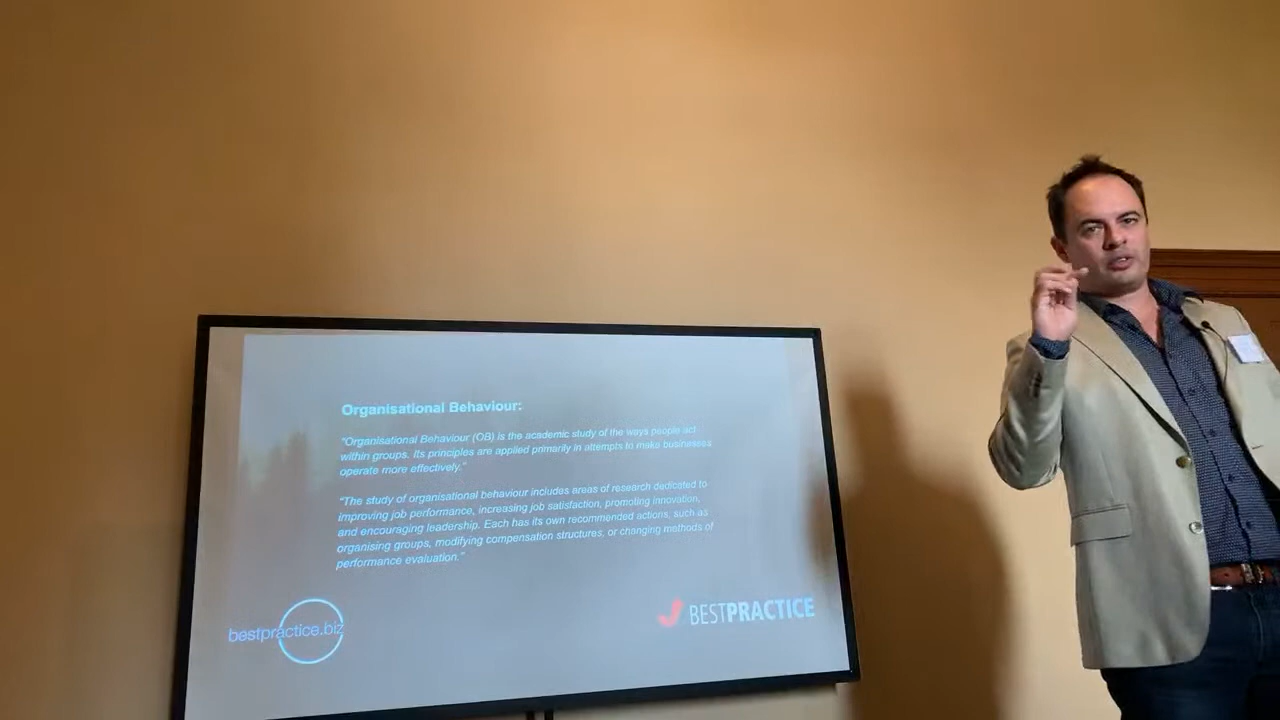 Organisational Behaviour:
"Organisational Behaviour (OB) is the academic study of the ways people act
within groups. Its principles are applied primarily in attempts to make businesses
operate more effectively."
"The study of organisational behaviour includes areas of research dedicated to
improving job performance, increasing job satisfaction, promoting innovation,
and encouraging leadership. Each has its own recommended actions, such as
organising groups, modifying compensation structures, or changing methods of
performance evaluation."
bestpractice.biz
BESTPRACTICE